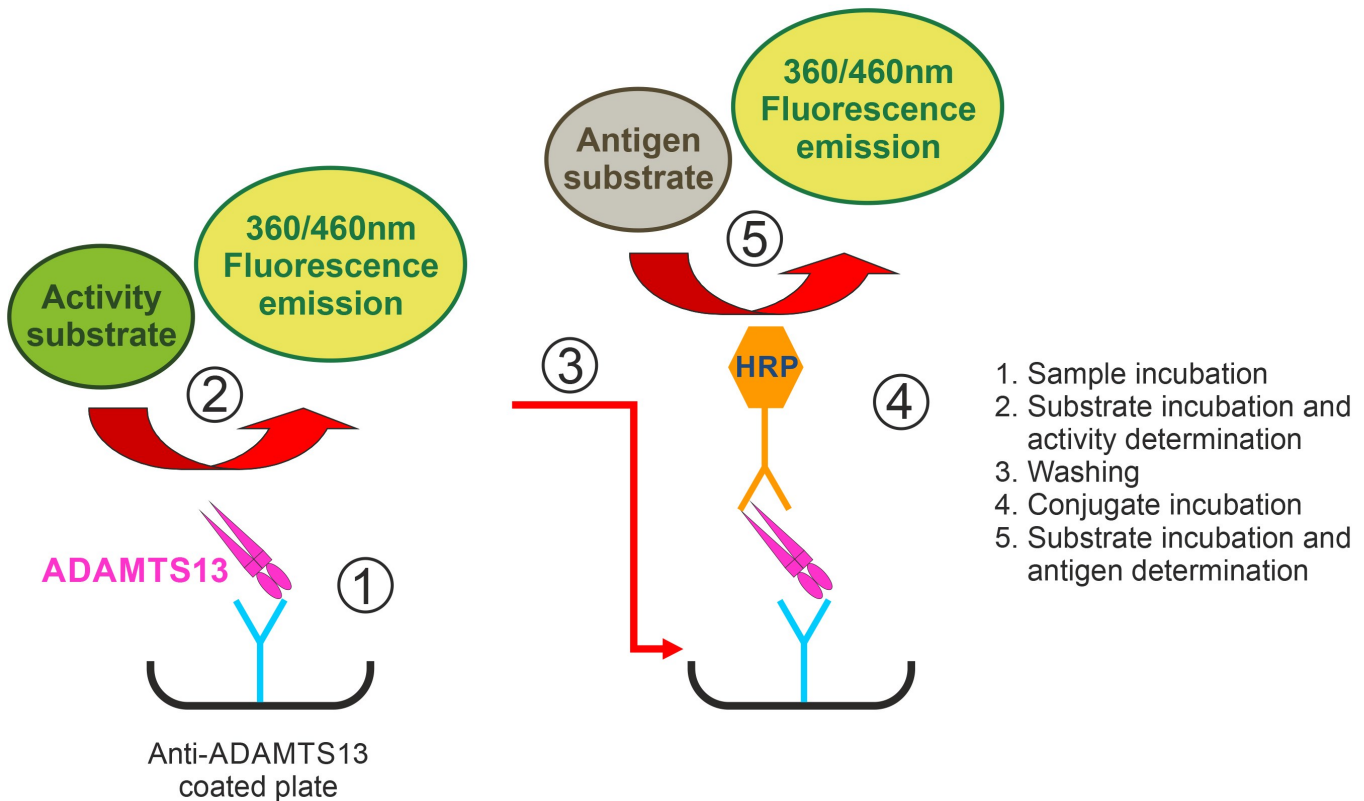 Activity
substrate
360/460nm
Fluorescence
emission
2
ADAMTS13
1
Anti-ADAMTS13
coated plate
3
Antigen
substrate
360/460nm
Fluorescence
emission
5
HRP
4
1. Sample incubation
2. Substrate incubation and
activity determination
3. Washing
4. Conjugate incubation
5. Substrate incubation and
antigen determination